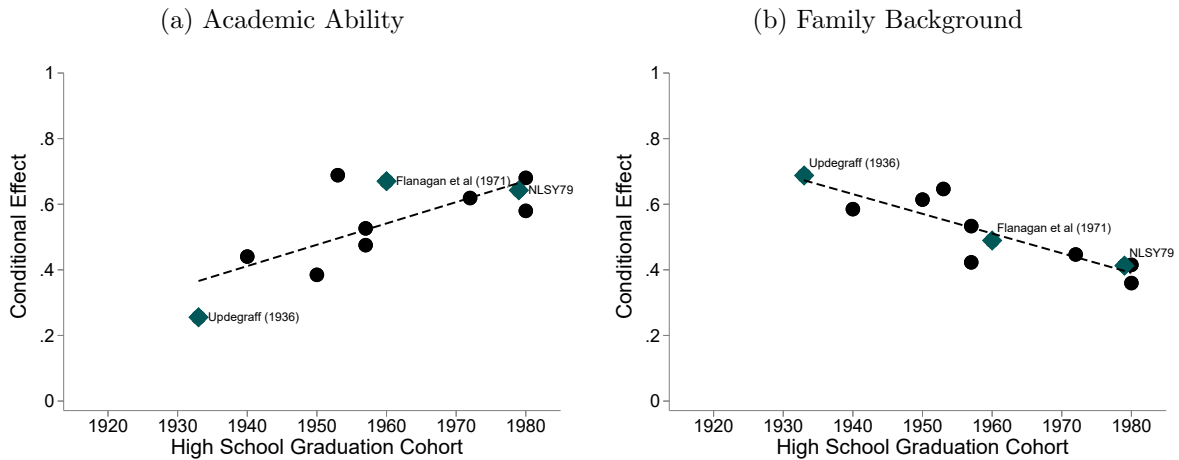 (a) Academic Ability
Conditional Effect
1
.8
.6
.4
.2
0
Flanagan et al (1971)
NLSY79
Updegraff (1936)
1920 1930 1940 1950 1960 1970 1980
High School Graduation Cohort
(b) Family Background
Conditional Effect
1
.8
.6
.4
.2
0
Updegraff (1936)
Flanagan et al (1971)
NLSY79
1920 1930 1940 1950 1960 1970 1980
High School Graduation Cohort